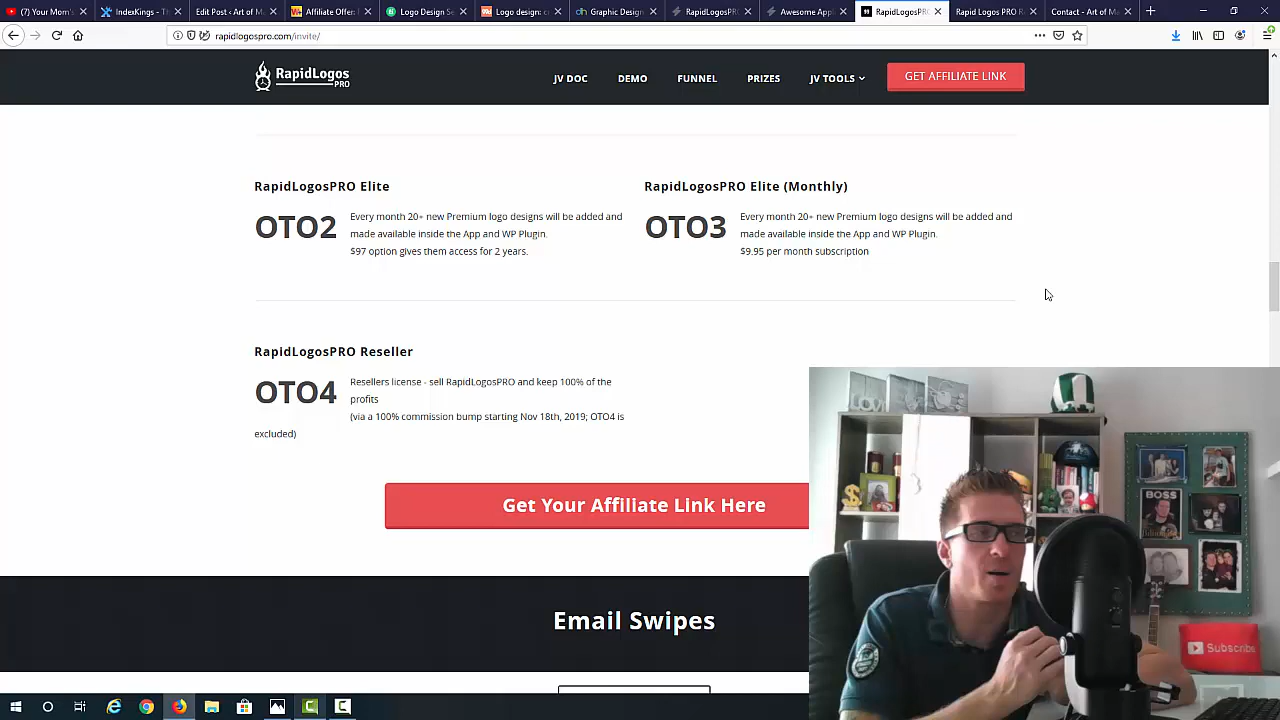 (7) Your Mom'
IndexKings - Th
Edit Post ‹ Art of M
Affiliate Offer:
Logo Design Se
Logo design: c
Graphic Design
RapidLogosPR
Awesome Appl
RapidLogosPR
Rapid Logos PRO R
Contact - Art of Ma
rapidlogospro.com/invite/
RapidLogos
PRO
JV DOC
DEMO
FUNNEL
PRIZES
JV TOOLS
GET AFFILIATE LINK
RapidLogosPRO Elite
OTO2
Every month 20+ new Premium logo designs will be added and
made available inside the App and WP Plugin.
$97 option gives them access for 2 years.
RapidLogosPRO Elite (Monthly)
OTO3
Every month 20+ new Premium logo designs will be added and
made available inside the App and WP Plugin.
$9.95 per month subscription
RapidLogosPRO Reseller
OTO4
Resellers license - sell RapidLogosPRO and keep 100% of the
profits
(via a 100% commission bump starting Nov 18th, 2019; OTO4 is
excluded)
Get Your Affiliate Link Here
Email Swipes
LOVE
BOSS
Subscribe